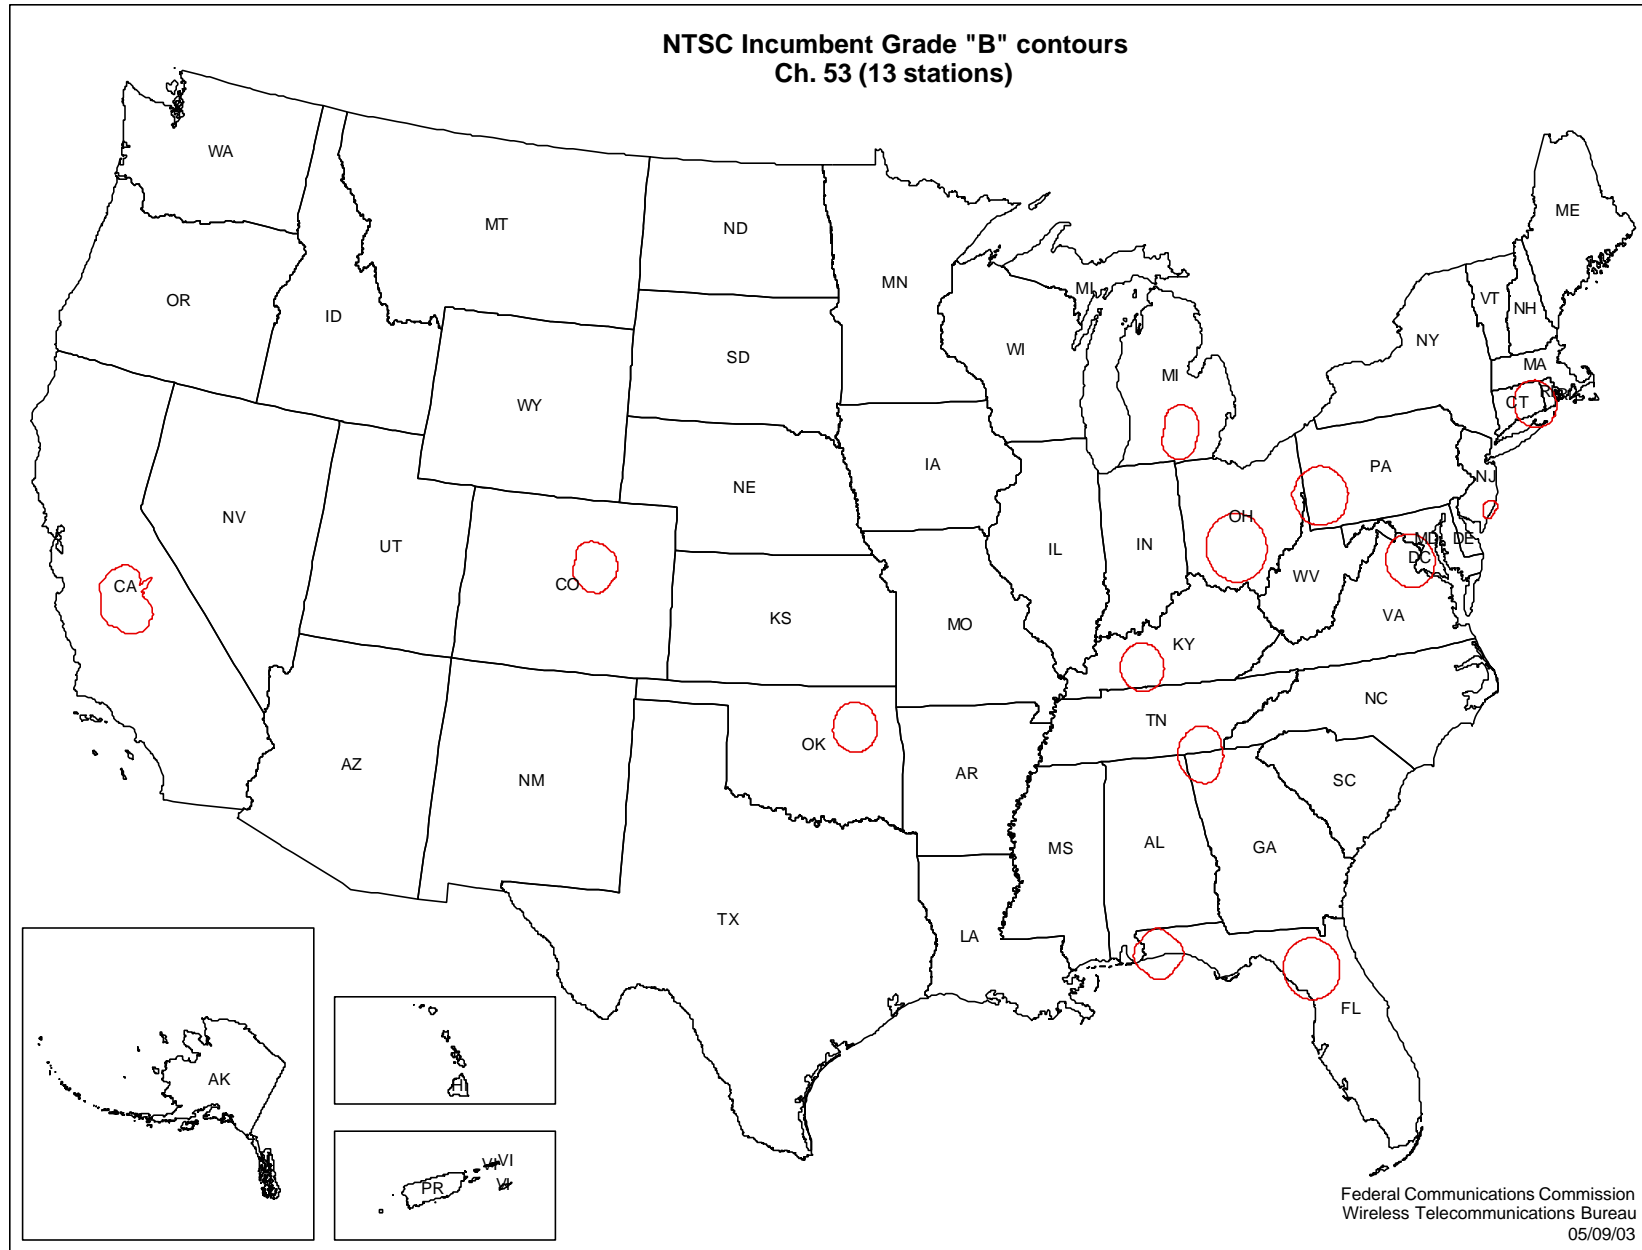 NTSC Incumbent Grade "B" contours
Ch. 53 (13 stations)
WA
MT
ND
MN
ME
OR
ID
SD
WI
MI
MI
NY
VT
NH
MA
CT
RI
WY
NE
IA
PA
NJ
NV
UT
CO
CA
KS
MO
IL
IN
OH
WV
MD
DE
DC
VA
KY
NC
TN
SC
AZ
NM
OK
AR
MS
AL
GA
TX
LA
FL
AK
HI
PR
VI
VI
VI
Federal Communications Commission
Wireless Telecommunications Bureau
05/09/03